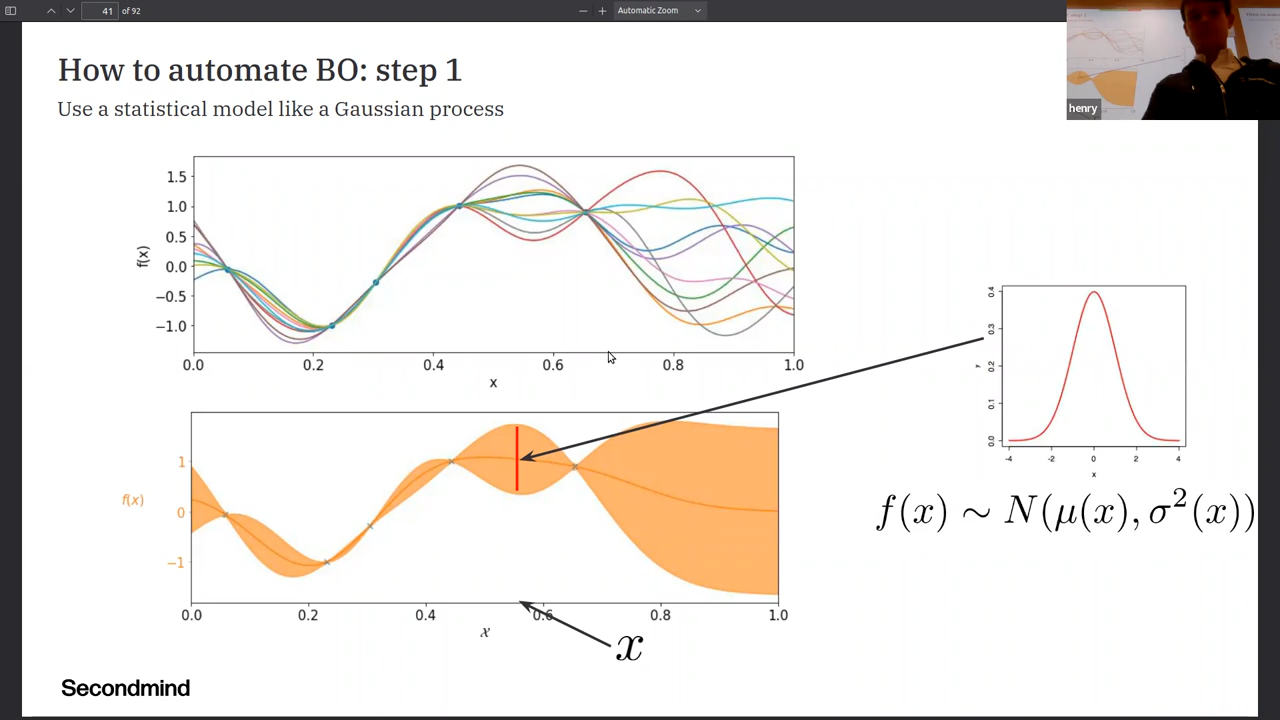 41 of 92
Automatic Zoom
henry
How to automate BO: step 1
Use a statistical model like a Gaussian process
1.5
1.0
0.5
0.0
−0.5
−1.0
f(x)
0.0 0.2 0.4 0.6 0.8 1.0
x
0.4
0.3
0.2
0.1
0.0
y
-4 -2 0 2 4
x
f(x) ∼ N(μ(x), σ²(x))
1
0
−1
f(x)
0.0 0.2 0.4 0.6 0.8 1.0
x
x
Secondmind